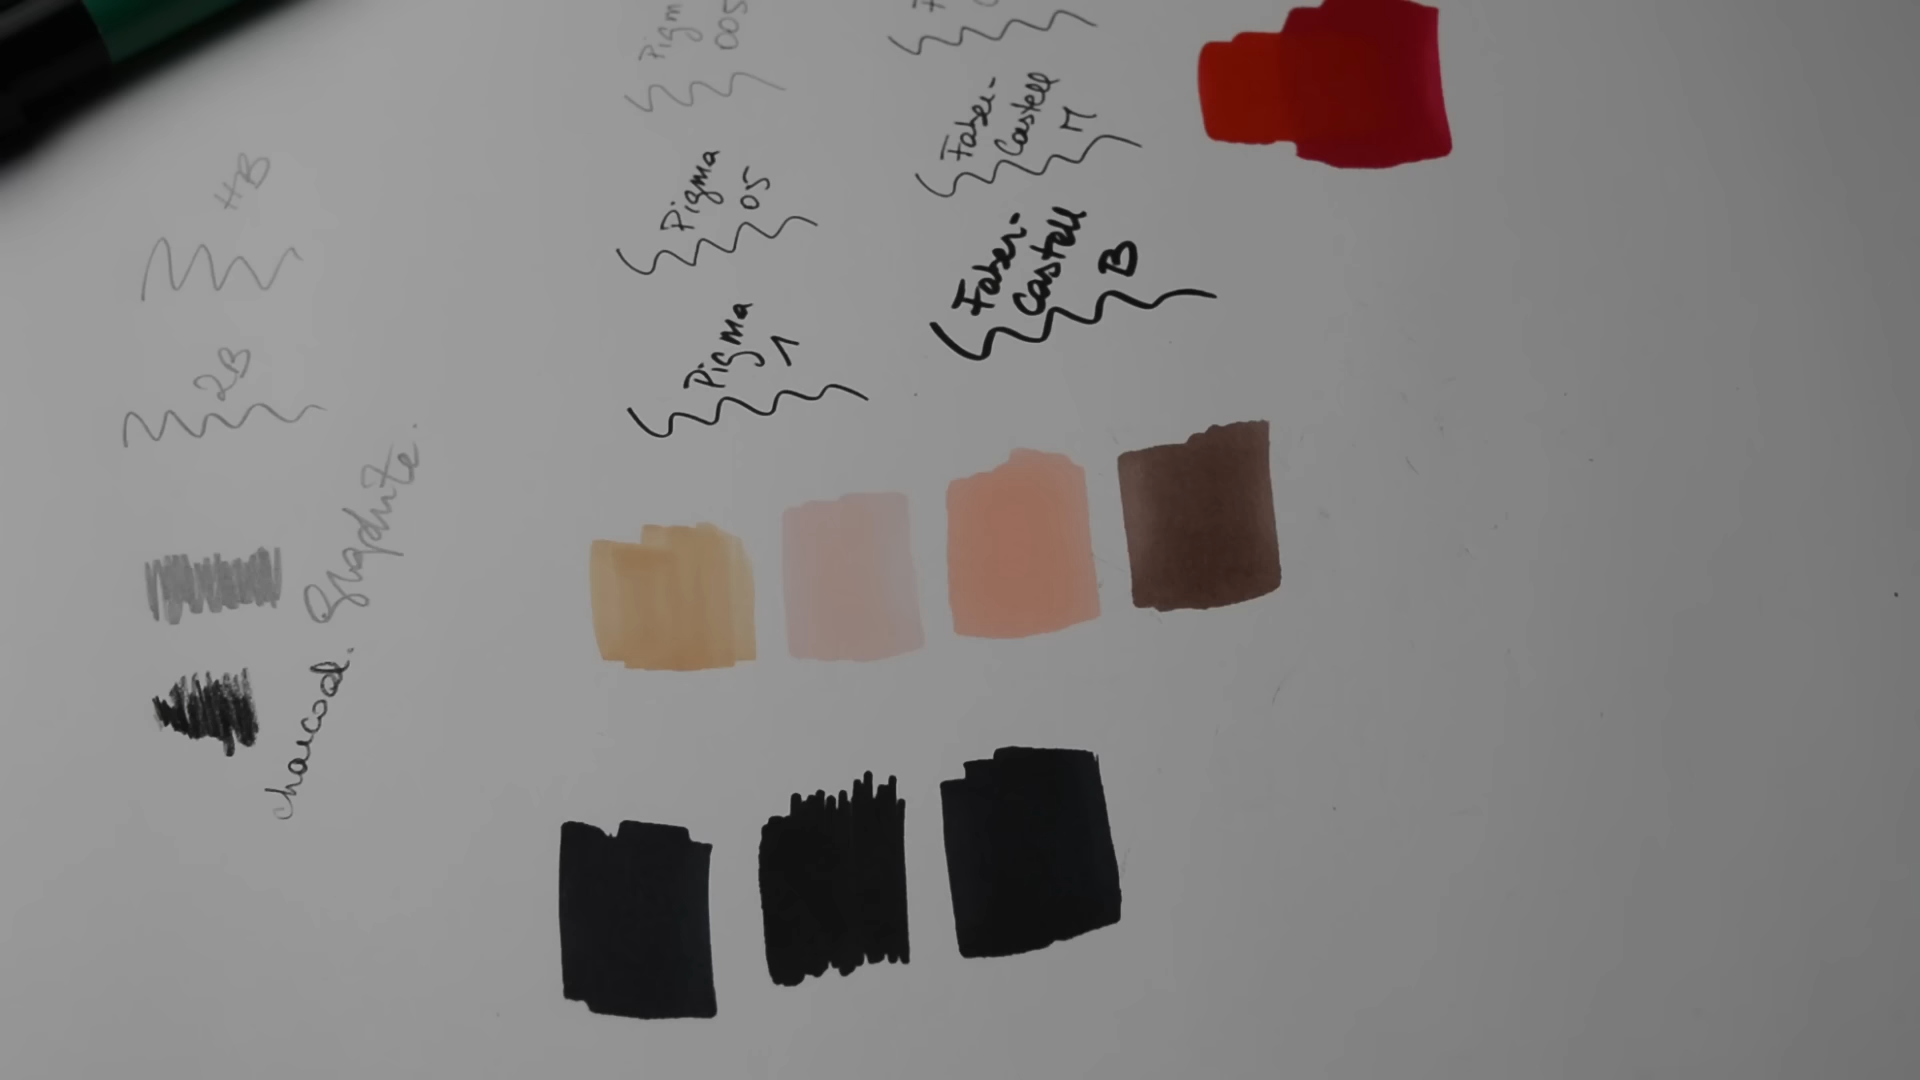 HB
2B
Graphite.
charcoal.
Pigma
005
Pigma
05
Pigma
1
Faber-
Castell
M
Faber-
Castell
B